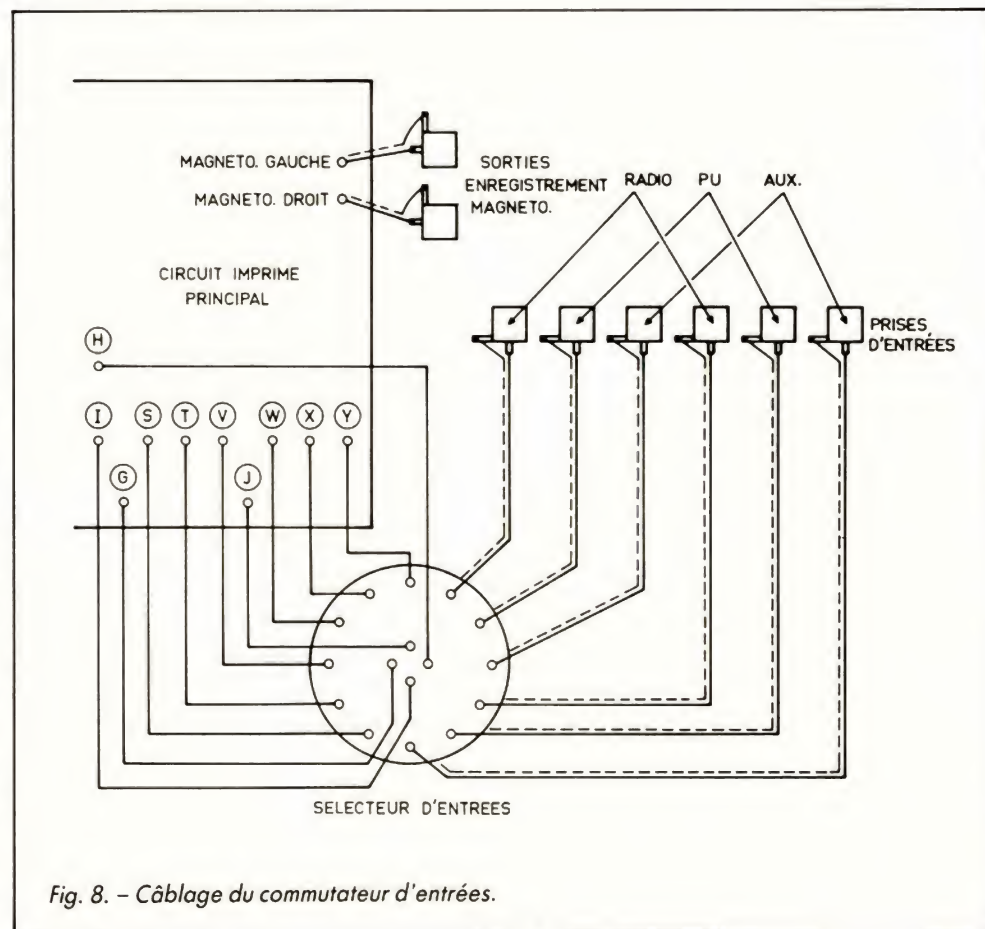 MAGNETO. GAUCHE
MAGNETO. DROIT
SORTIES
ENREGISTREMENT
MAGNETO.
RADIO PU AUX.
CIRCUIT IMPRIME
PRINCIPAL
PRISES
D'ENTRÉES
H
I S T V W X Y
G J
SELECTEUR D'ENTREES
Fig. 8. – Câblage du commutateur d'entrées.